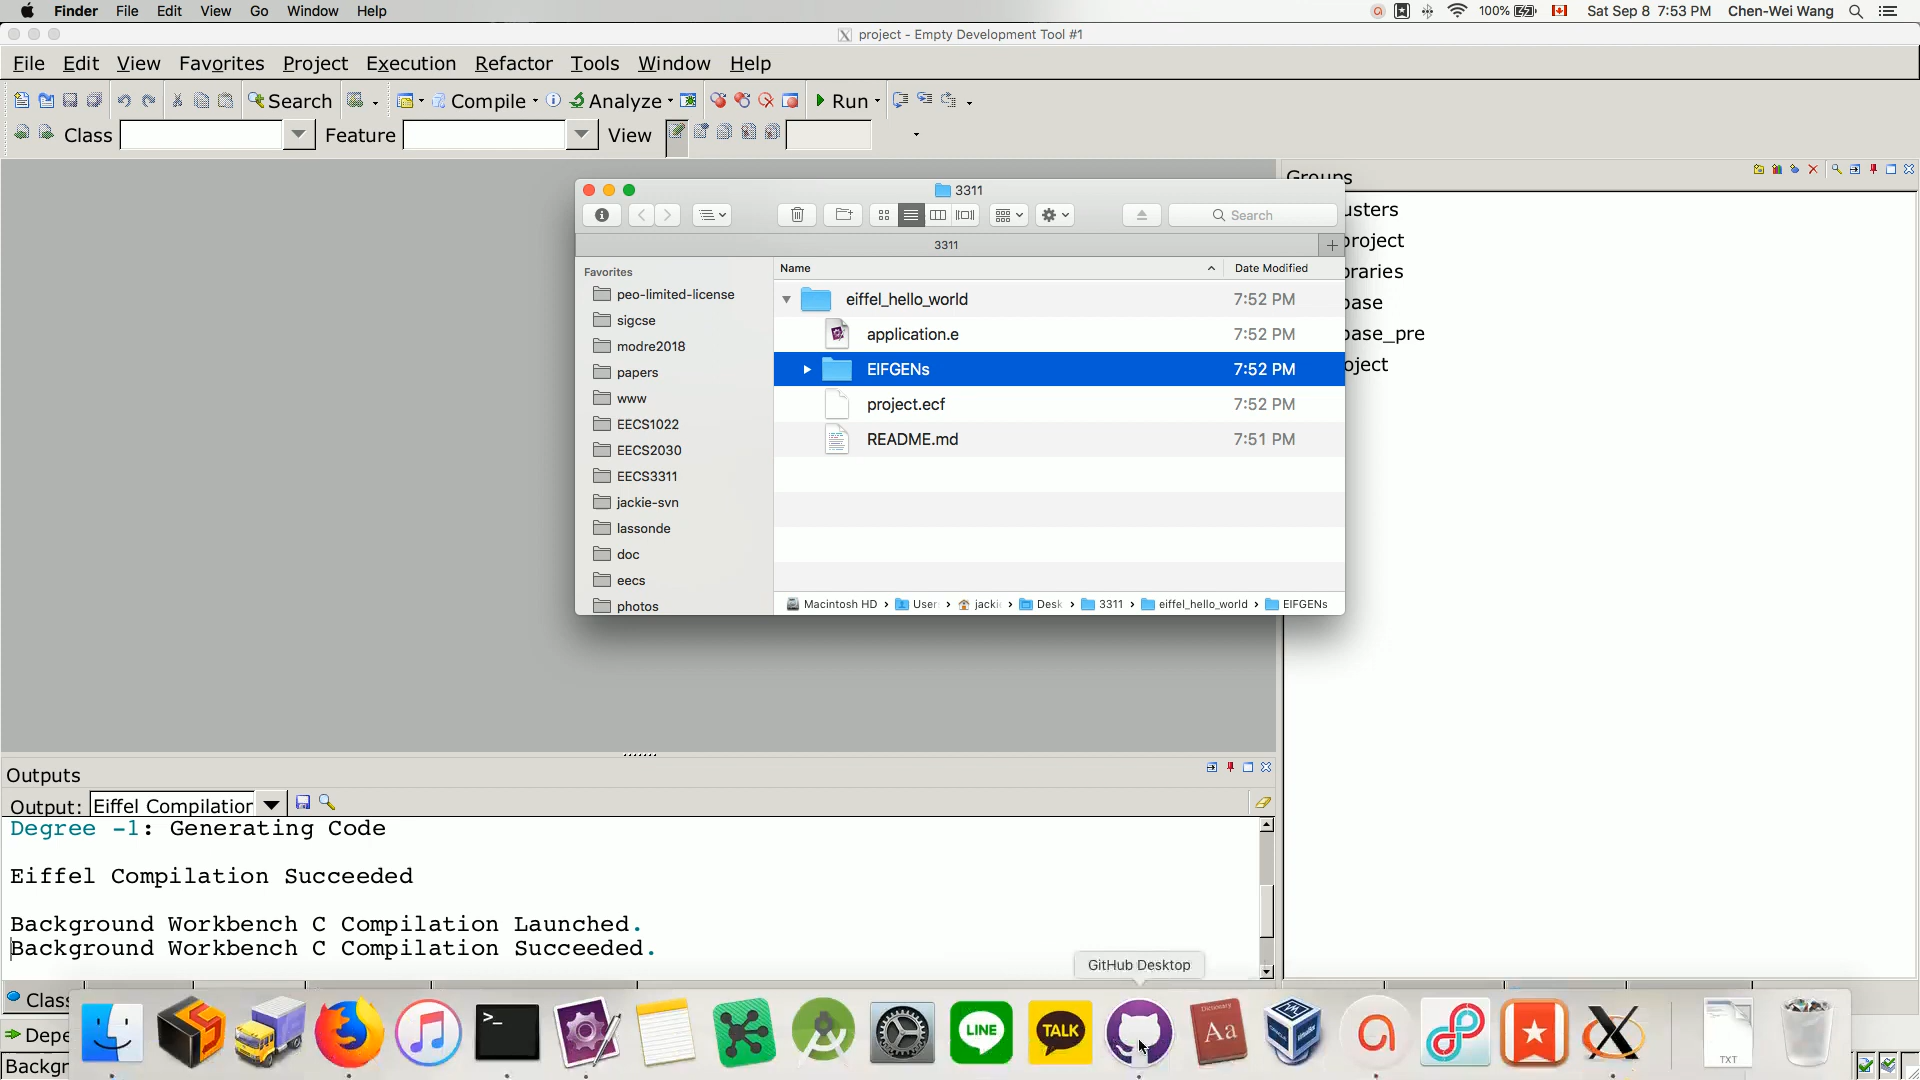 Finder File Edit View Go Window Help 100% Sat Sep 8 7:53 PM Chen-Wei Wang
project - Empty Development Tool #1
File Edit View Favorites Project Execution Refactor Tools Window Help
Search Compile Analyze Run
Class Feature View
Groups
3311
Search
3311
Favorites
peo-limited-license
sigcse
modre2018
papers
www
EECS1022
EECS2030
EECS3311
jackie-svn
lassonde
doc
eecs
photos
Name Date Modified
eiffel_hello_world 7:52 PM
application.e 7:52 PM
EIFGENs 7:52 PM
project.ecf 7:52 PM
README.md 7:51 PM
Macintosh HD › User › jacki › Desk › 3311 › eiffel_hello_world › EIFGENs
usters
project
braries
base
base_pre
oject
Outputs
Output: Eiffel Compilation
Degree -1: Generating Code
Eiffel Compilation Succeeded
Background Workbench C Compilation Launched.
Background Workbench C Compilation Succeeded.
GitHub Desktop
Class
Depe
Backgr
>_
LINE
TALK
Aa
TXT